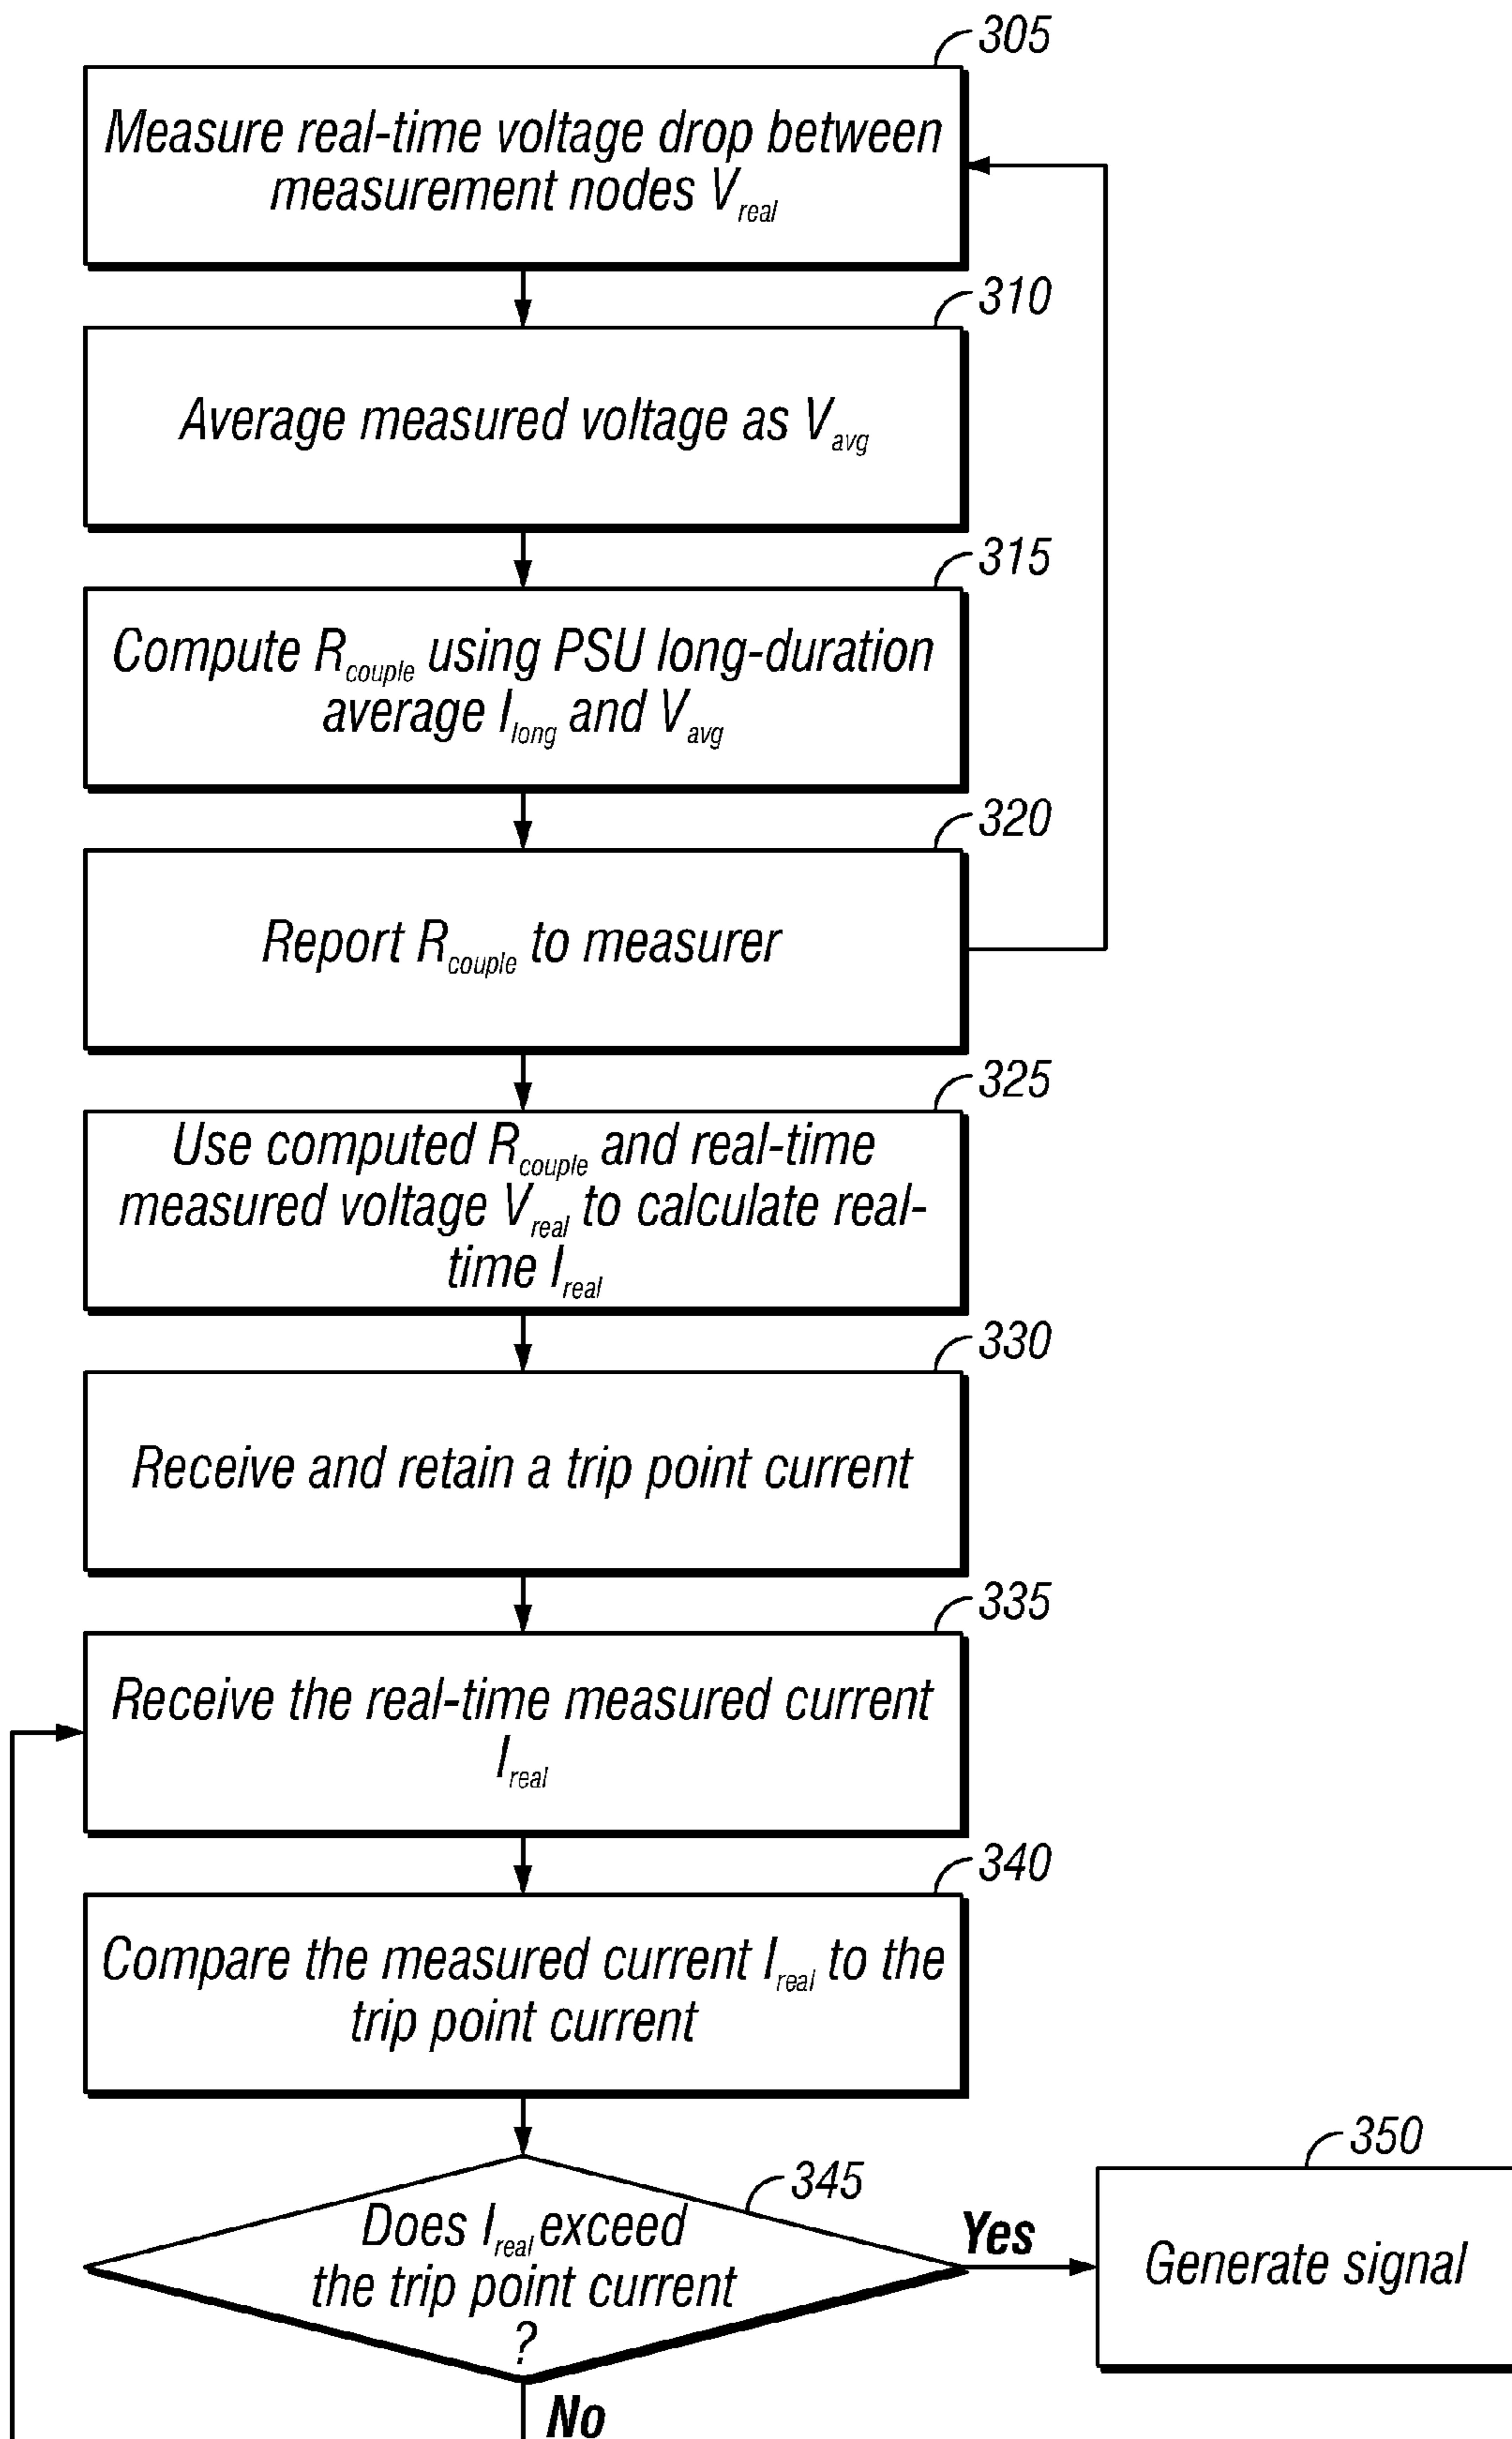 305
Measure real-time voltage drop between
measurement nodes Vreal
310
Average measured voltage as Vavg
315
Compute Rcouple using PSU long-duration
average Ilong and Vavg
320
Report Rcouple to measurer
325
Use computed Rcouple and real-time
measured voltage Vreal to calculate real-
time Ireal
330
Receive and retain a trip point current
335
Receive the real-time measured current
Ireal
340
Compare the measured current Ireal to the
trip point current
345
Does Ireal exceed
the trip point current
?
Yes
350
Generate signal
No